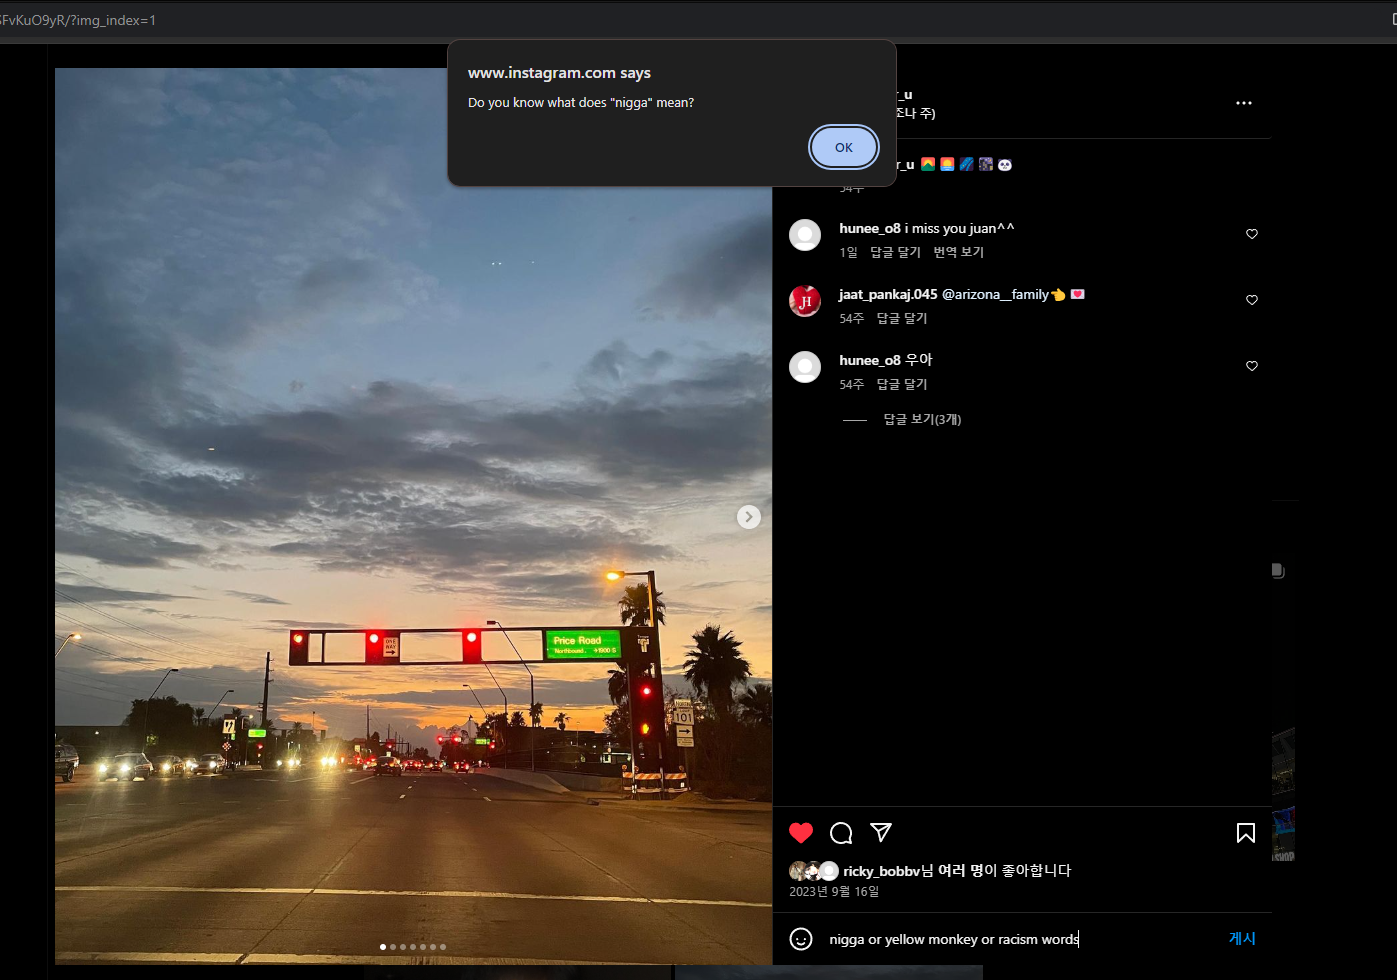 SFvKuO9yR/?img_index=1
www.instagram.com says
Do you know what does "nigga" mean?
OK
r_u
조나 주)
r_u
54주
hunee_o8 i miss you juan^^
1일 답글 달기 번역 보기
jaat_pankaj.045 @arizona__family👈 💌
54주 답글 달기
hunee_o8 우아
54주 답글 달기
답글 보기(3개)
ONE WAY
Price Road
Northbound
101
ricky_bobbv님 여러 명이 좋아합니다
2023년 9월 16일
nigga or yellow monkey or racism words
게시